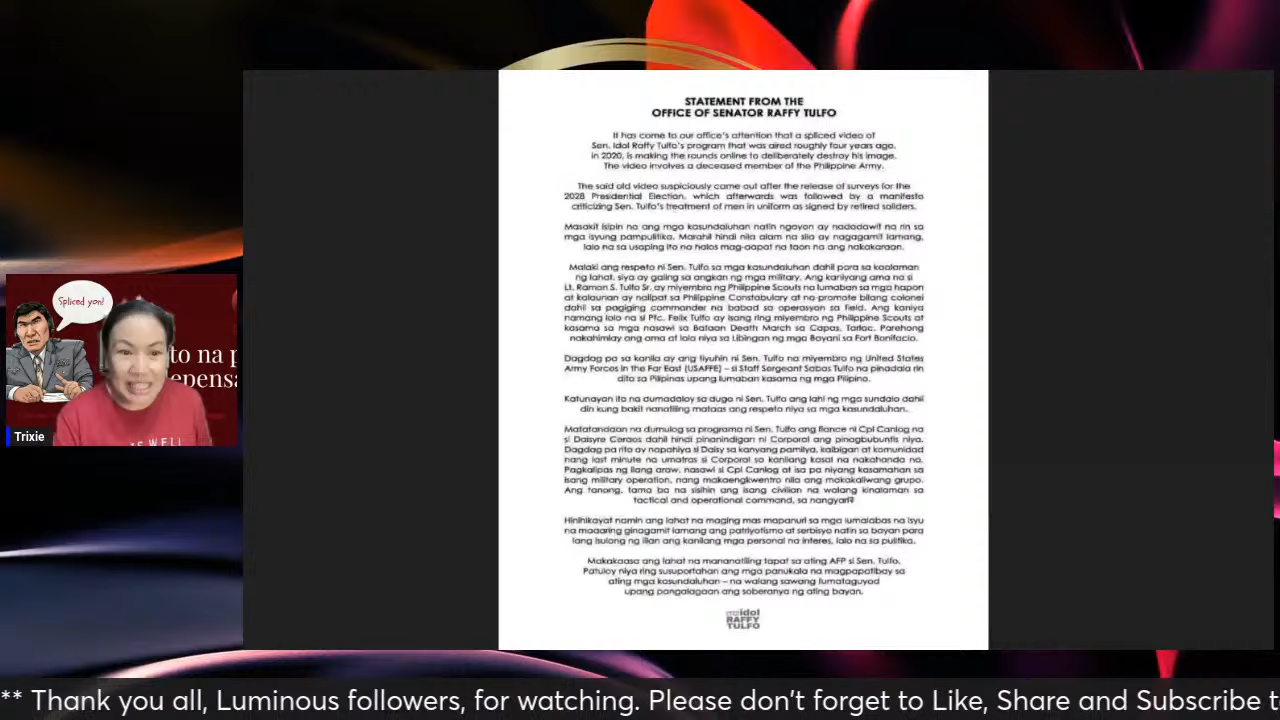 STATEMENT FROM THE
OFFICE OF SENATOR RAFFY TULFO
It has come to our office's attention that a spliced video of
Sen. Idol Raffy Tulfo's program that was aired roughly four years ago,
in 2020, is making the rounds online to deliberately destroy his image.
The video involves a deceased member of the Philippine Army.
The said old video suspiciously came out after the release of surveys for the
2028 Presidential Election, which afterwards was followed by a manifesto
criticizing Sen. Tulfo's treatment of men in uniform as signed by retired soldiers.
Masakit isipin na ang mga kasundaluhan natin ngayon ay nadadawit na rin sa
mga isyung pampulitika. Marahil hindi nila alam na sila ay nagagamit lamang,
lalo na sa usaping ito na halos mag-aapat na taon na ang nakakaraan.
Malaki ang respeto ni Sen. Tulfo sa mga kasundaluhan dahil para sa kaalaman
ng lahat, siya ay galing sa angkan ng mga military. Ang kaniyang ama na si
Lt. Ramon S. Tulfo Sr. ay miyembro ng Philippine Scouts na lumaban sa mga hapon
at kalaunan ay nalipat sa Philippine Constabulary at na-promote bilang colonel
dahil sa pagiging commander na babad sa operasyon sa field. Ang kaniya
namang lolo na si Pfc. Felix Tulfo ay isang ring miyembro ng Philippine Scouts at
kasama sa mga nasawi sa Bataan Death March sa Capas, Tarlac. Parehong
nakahimlay ang ama at lolo niya sa Libingan ng mga Bayani sa Fort Bonifacio.
Dagdag pa sa kanila ay ang tiyuhin ni Sen. Tulfo na miyembro ng United States
Army Forces in the Far East (USAFFE) – si Staff Sergeant Sabas Tulfo na pinadala rin
dito sa Pilipinas upang lumaban kasama ng mga Pilipino.
Katunayan ito na dumadaloy sa dugo ni Sen. Tulfo ang lahi ng mga sundalo dahil
din kung bakit nanatiling mataas ang respeto niya sa mga kasundaluhan.
Matatandaan na dumulog sa programa ni Sen. Tulfo ang fiance ni Cpl Canlog na
si Daisyre Ceraos dahil hindi pinanindigan ni Corporal ang pinagbubuntis niya.
Dagdag pa rito ay napahiya si Daisy sa kanyang pamilya, kaibigan at komunidad
nang last minute na umatras si Corporal sa kanilang kasal na nakahanda na.
Pagkalipas ng ilang araw, nasawi si Cpl Canlog at isa pa niyang kasamahan sa
isang military operation, nang makaengkwentro nila ang makakaliwang grupo.
Ang tanong, tama ba na sisihin ang isang civilian na walang kinalaman sa
tactical and operational command, sa nangyari?
Hinihikayat namin ang lahat na maging mas mapanuri sa mga lumalabas na isyu
na maaring ginagamit lamang ang patriyotismo at serbisyo natin sa bayan para
lang isulong ng ilan ang kanilang mga personal na interes, lalo na sa pulitika.
Makakaasa ang lahat na mananatiling tapat sa ating AFP si Sen. Tulfo.
Patuloy niya ring susuportahan ang mga panukala na magpapatibay sa
ating mga kasundaluhan – na walang sawang lumataguyod
upang pangalagaan ang soberanya ng ating bayan.
idol
RAFFY
TULFO
Spliced yon!
to na p
epensa
AS WELL
Trixie
** Thank you all, Luminous followers, for watching. Please don't forget to Like, Share and Subscribe t